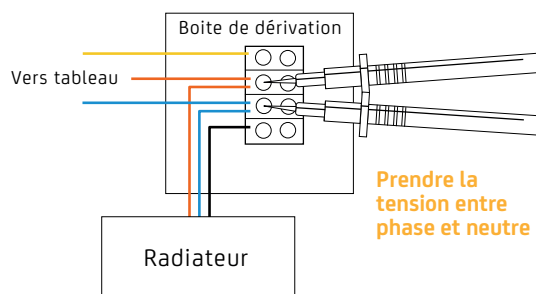 Boite de dérivation
Vers tableau
Prendre la
tension entre
phase et neutre
Radiateur